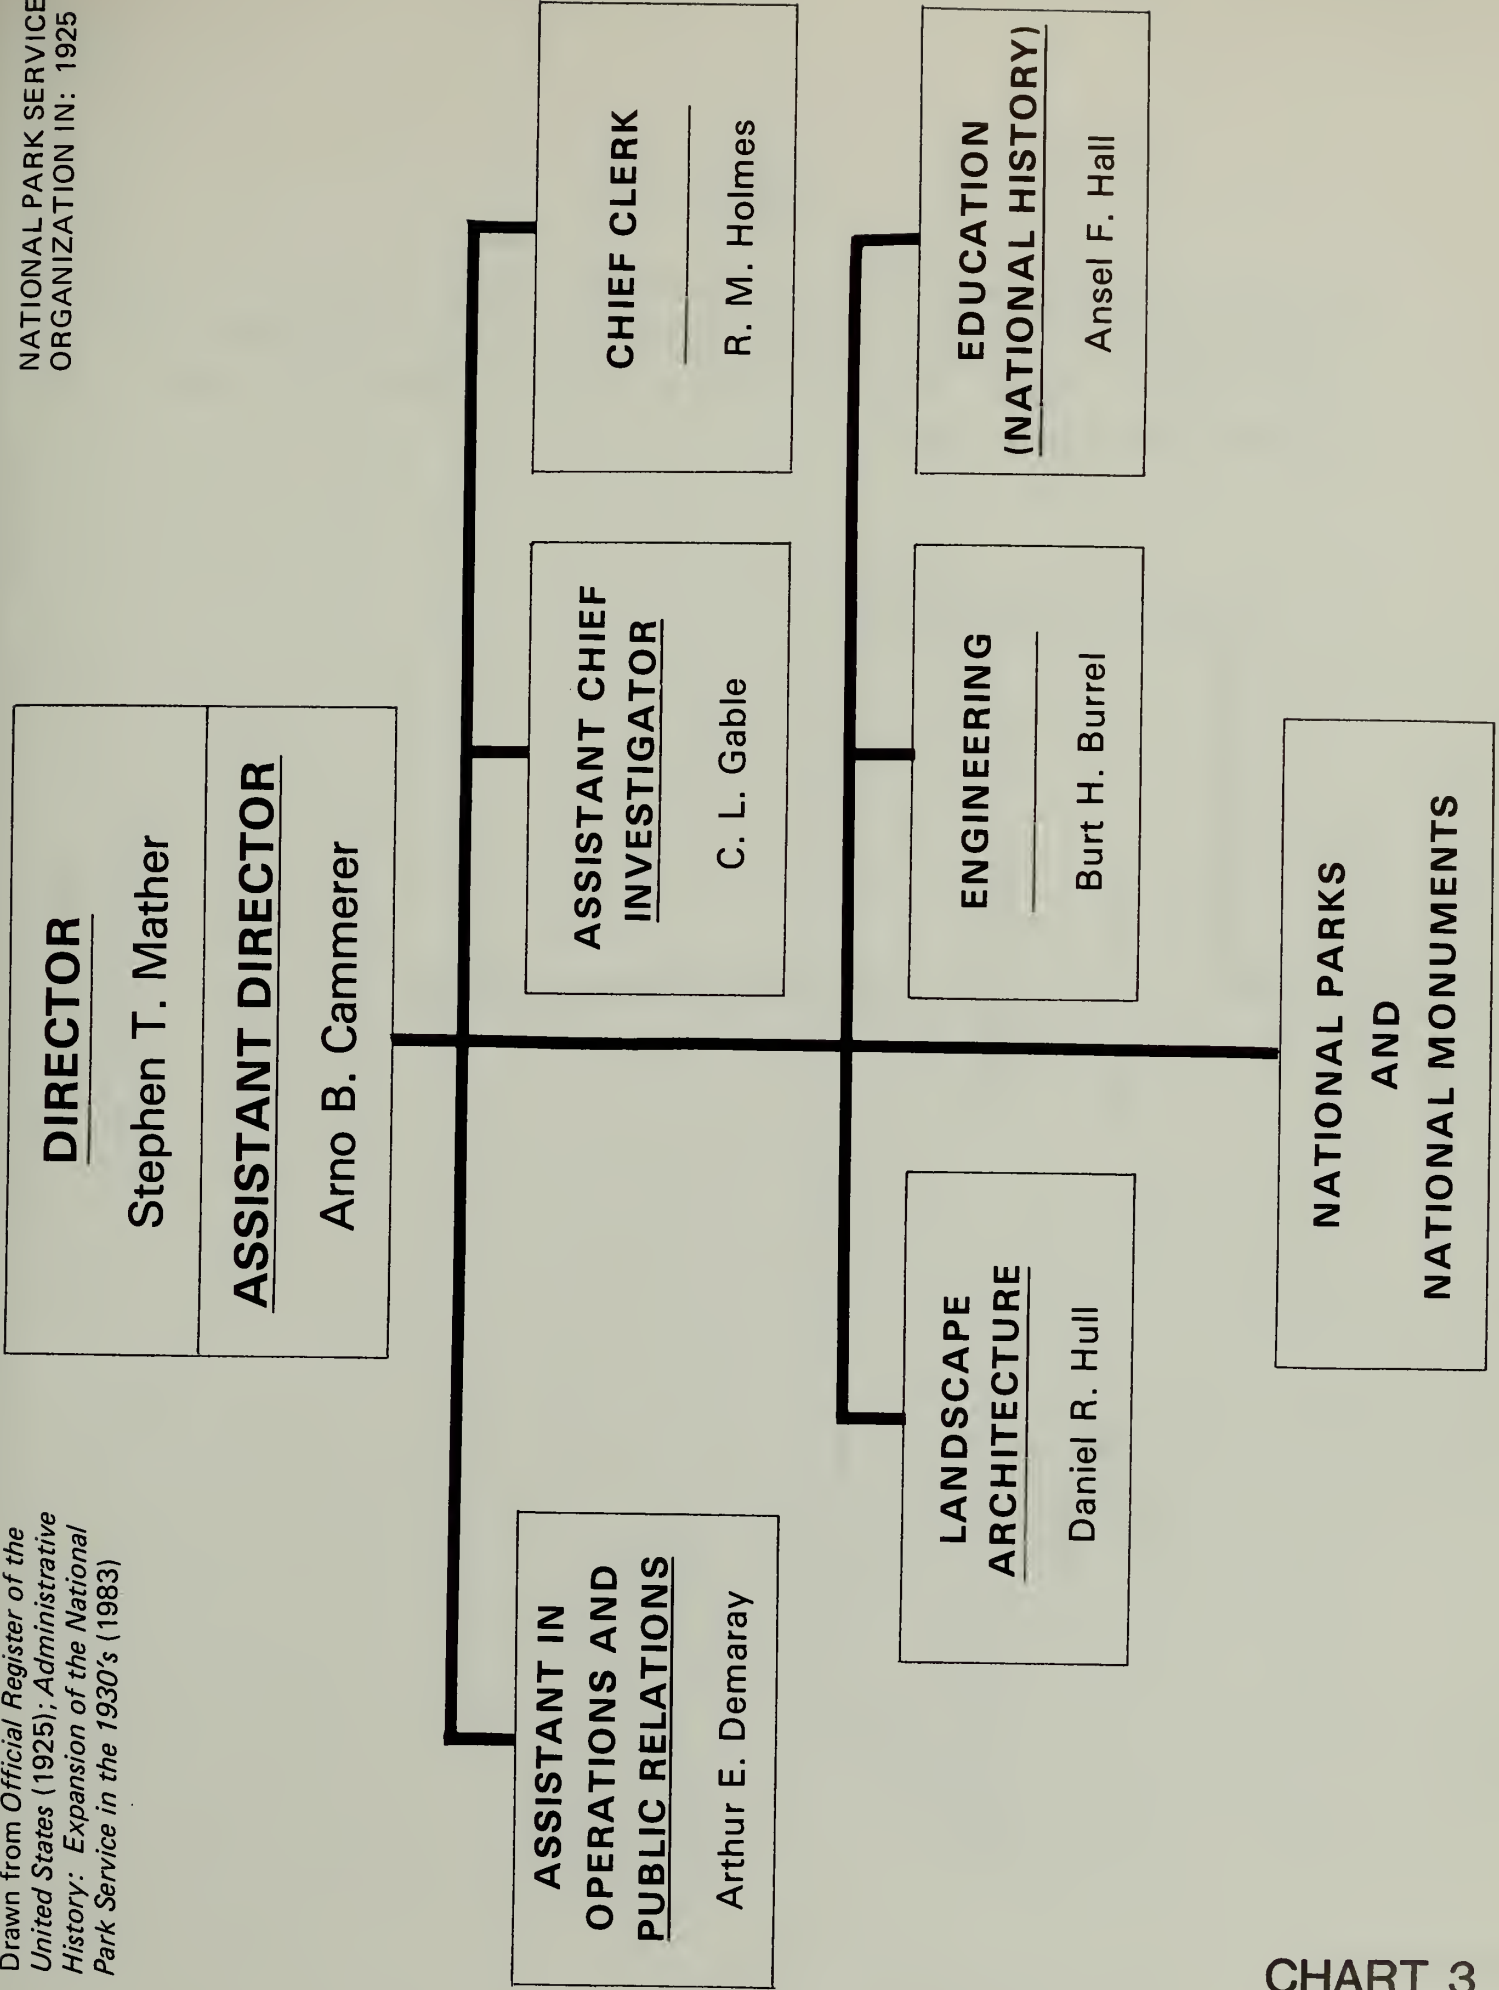 Drawn from Official Register of the
United States (1925); Administrative
History: Expansion of the National
Park Service in the 1930's (1983)
NATIONAL PARK SERVICE
ORGANIZATION IN: 1925
DIRECTOR
Stephen T. Mather
ASSISTANT DIRECTOR
Arno B. Cammerer
ASSISTANT IN
OPERATIONS AND
PUBLIC RELATIONS
Arthur E. Demaray
ASSISTANT CHIEF
INVESTIGATOR
C. L. Gable
CHIEF CLERK
R. M. Holmes
LANDSCAPE
ARCHITECTURE
Daniel R. Hull
ENGINEERING
Burt H. Burrel
EDUCATION
(NATIONAL HISTORY)
Ansel F. Hall
NATIONAL PARKS
AND
NATIONAL MONUMENTS
CHART 3